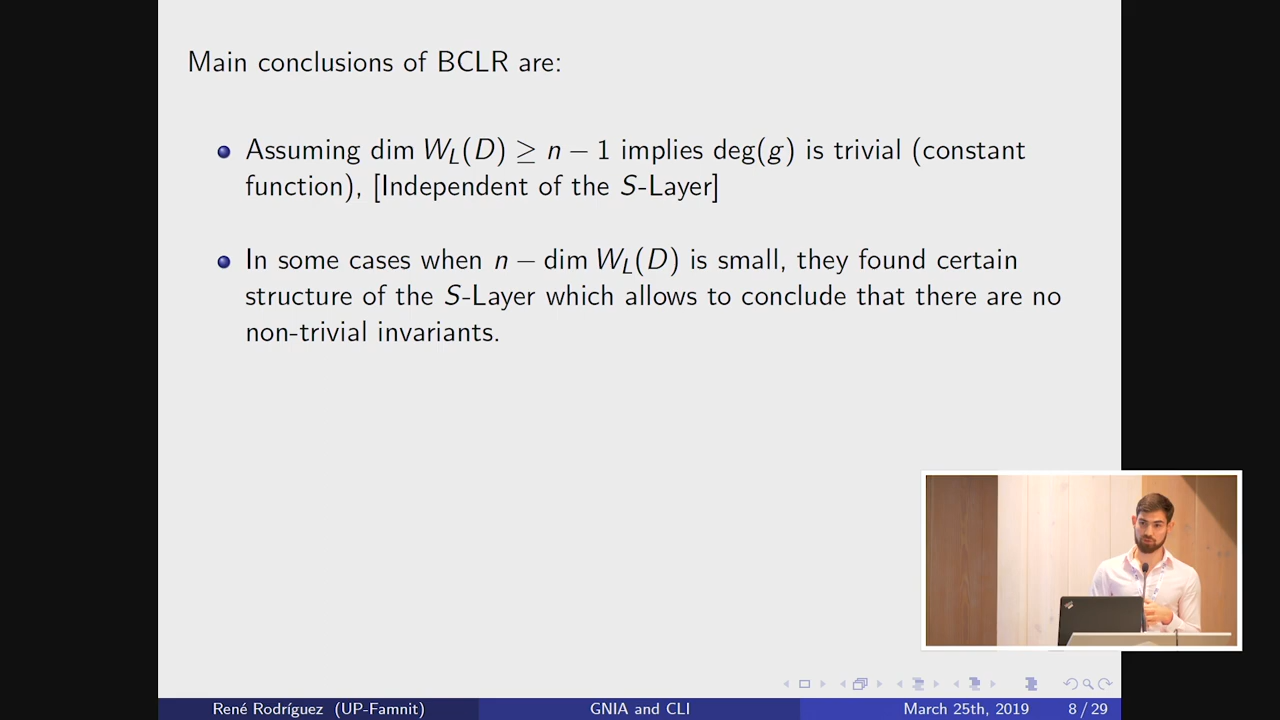 Main conclusions of BCLR are:
Assuming dim W_L(D) ≥ n − 1 implies deg(g) is trivial (constant
function), [Independent of the S-Layer]
In some cases when n − dim W_L(D) is small, they found certain
structure of the S-Layer which allows to conclude that there are no
non-trivial invariants.
René Rodríguez (UP-Famnit) GNIA and CLI March 25th, 2019 8 / 29